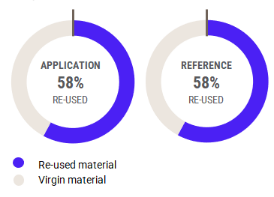 APPLICATION
58%
RE-USED
REFERENCE
58%
RE-USED
Re-used material
Virgin material